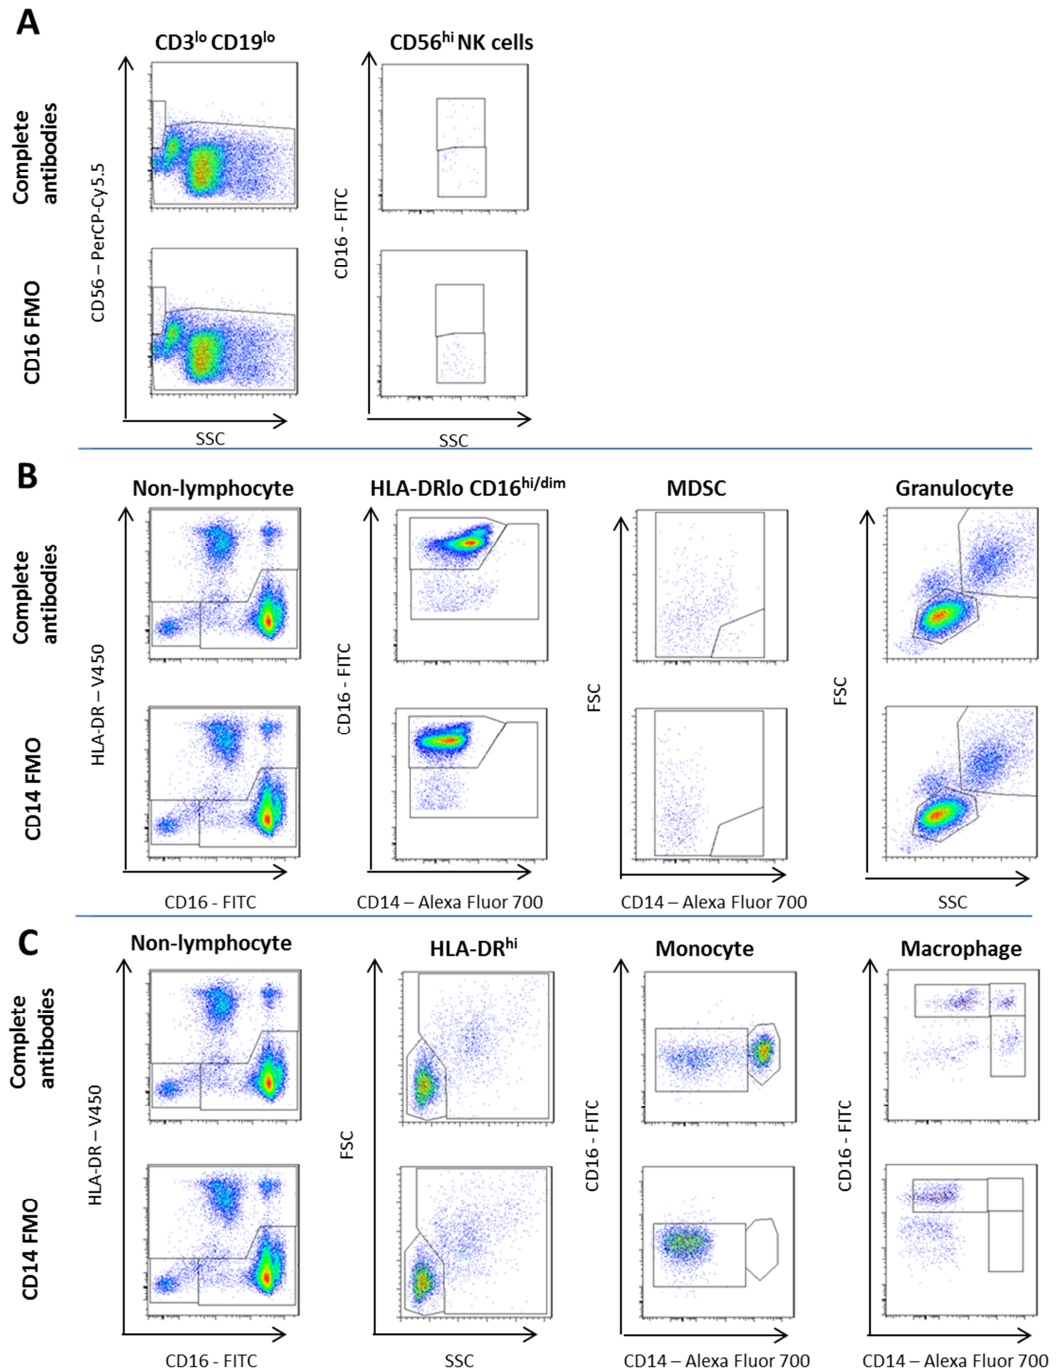 A
CD3lo CD19lo
CD56hi NK cells
Complete
antibodies
CD16 FMO
CD56 – PerCP-Cy5.5
CD16 - FITC
SSC
SSC
B
Non-lymphocyte
HLA-DRlo CD16hi/dim
MDSC
Granulocyte
Complete
antibodies
CD14 FMO
HLA-DR – V450
CD16 - FITC
FSC
FSC
CD16 - FITC
CD14 – Alexa Fluor 700
CD14 – Alexa Fluor 700
SSC
C
Non-lymphocyte
HLA-DRhi
Monocyte
Macrophage
Complete
antibodies
CD14 FMO
HLA-DR – V450
FSC
CD16 - FITC
CD16 - FITC
CD16 - FITC
SSC
CD14 – Alexa Fluor 700
CD14 – Alexa Fluor 700